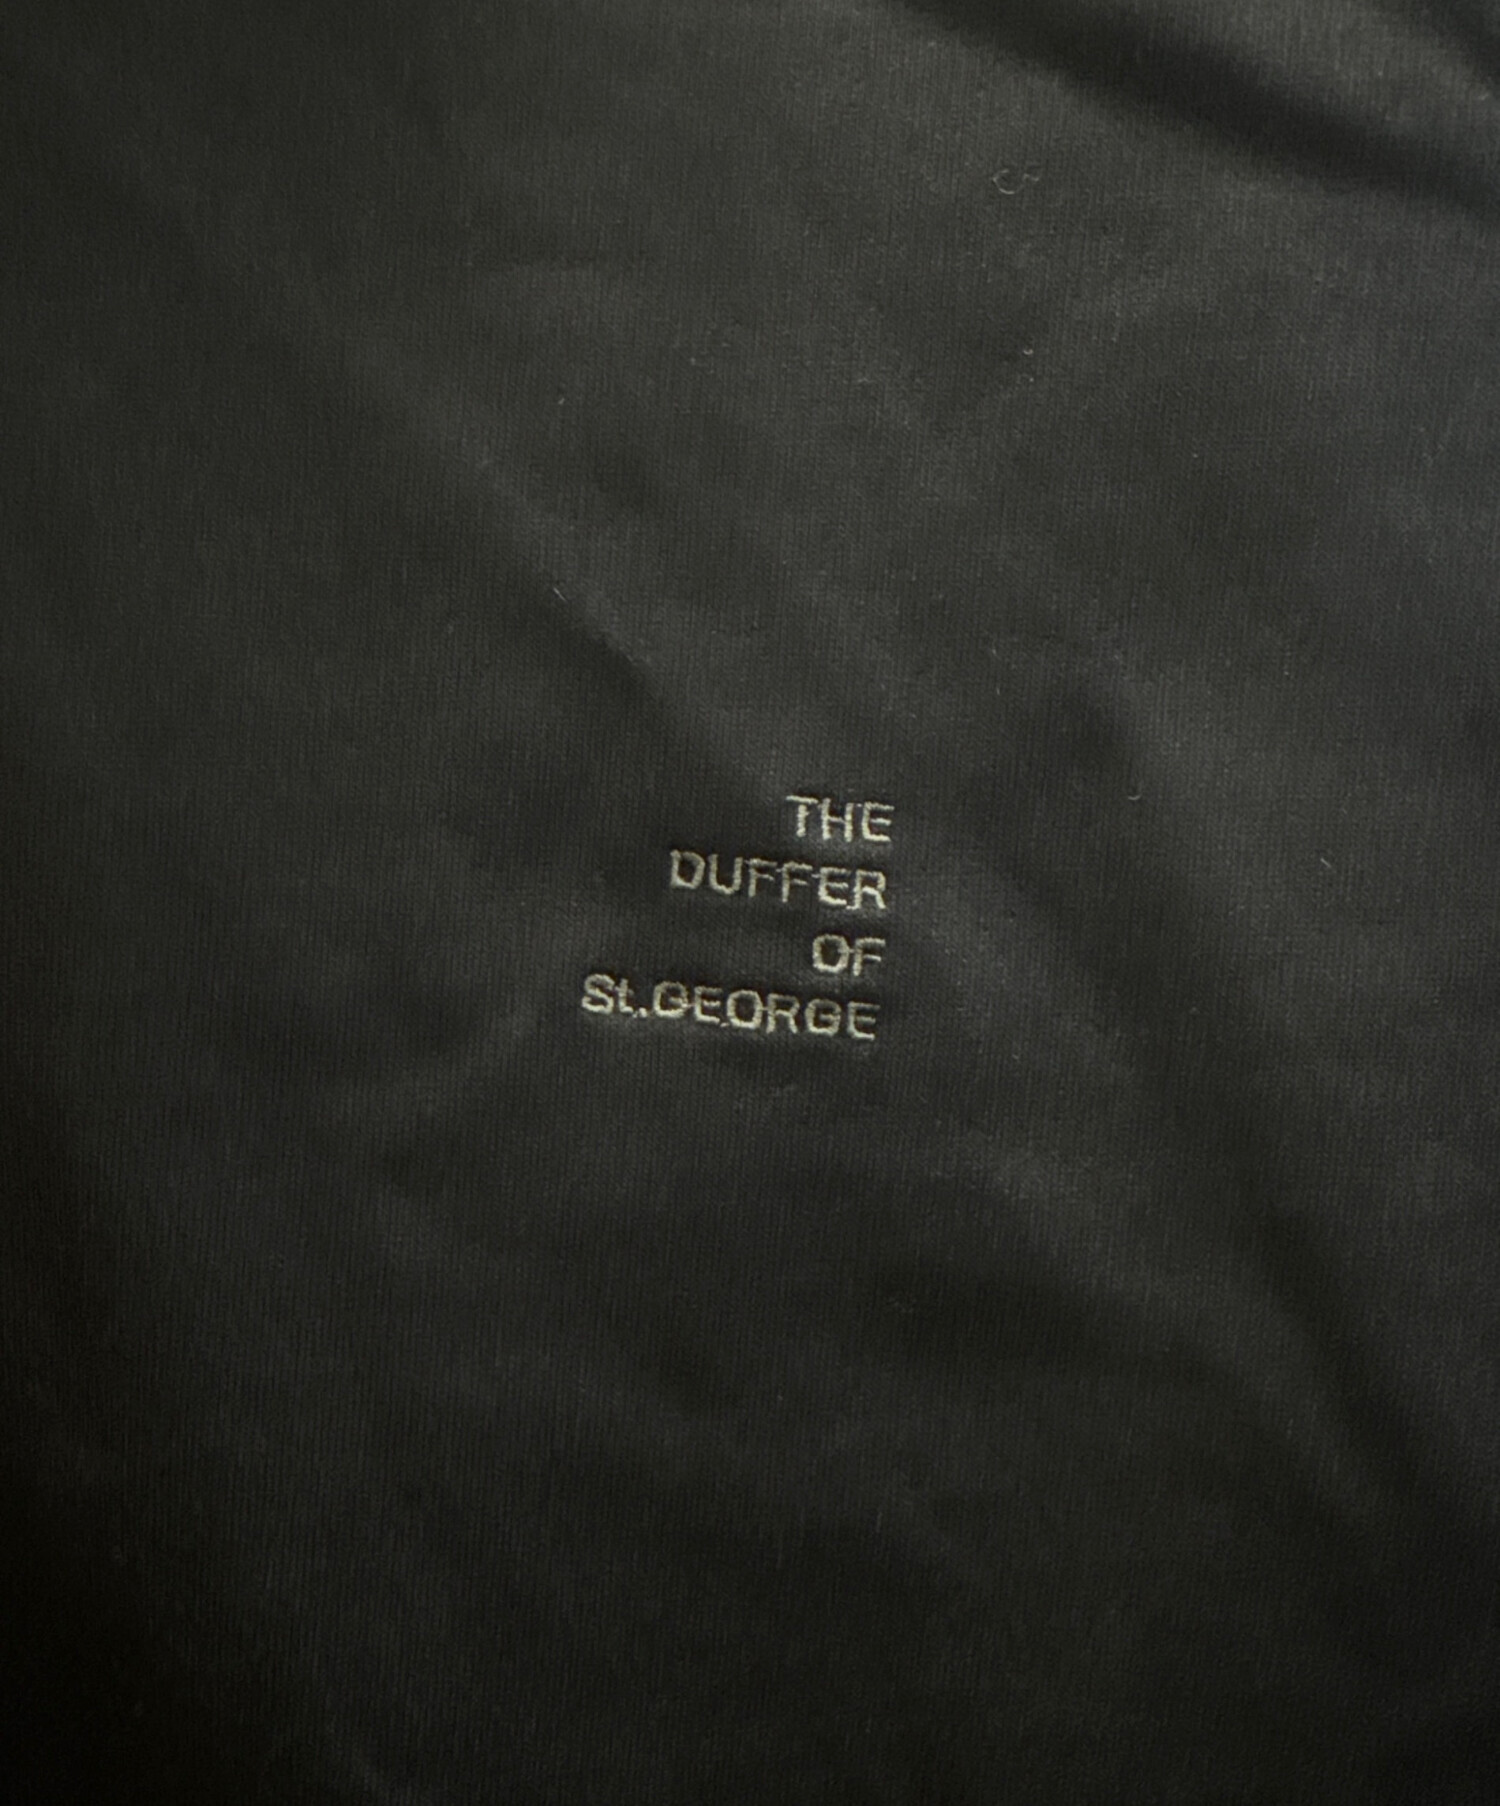 THE
DUFFER
OF
St.GEORGE